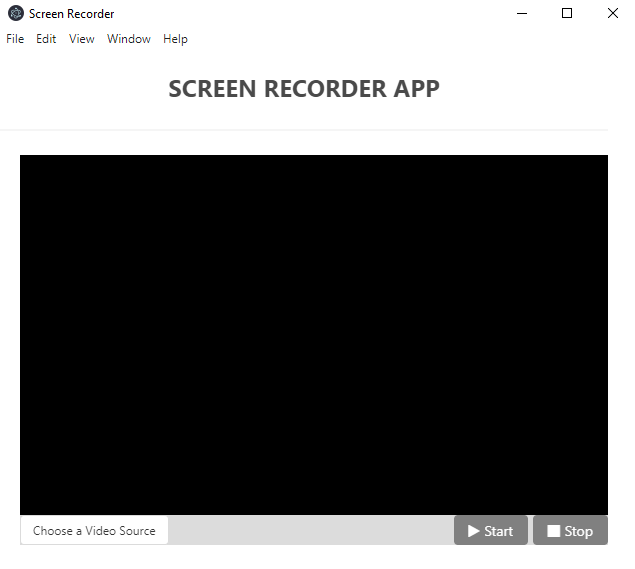 Screen Recorder
File Edit View Window Help
SCREEN RECORDER APP
Choose a Video Source Start Stop